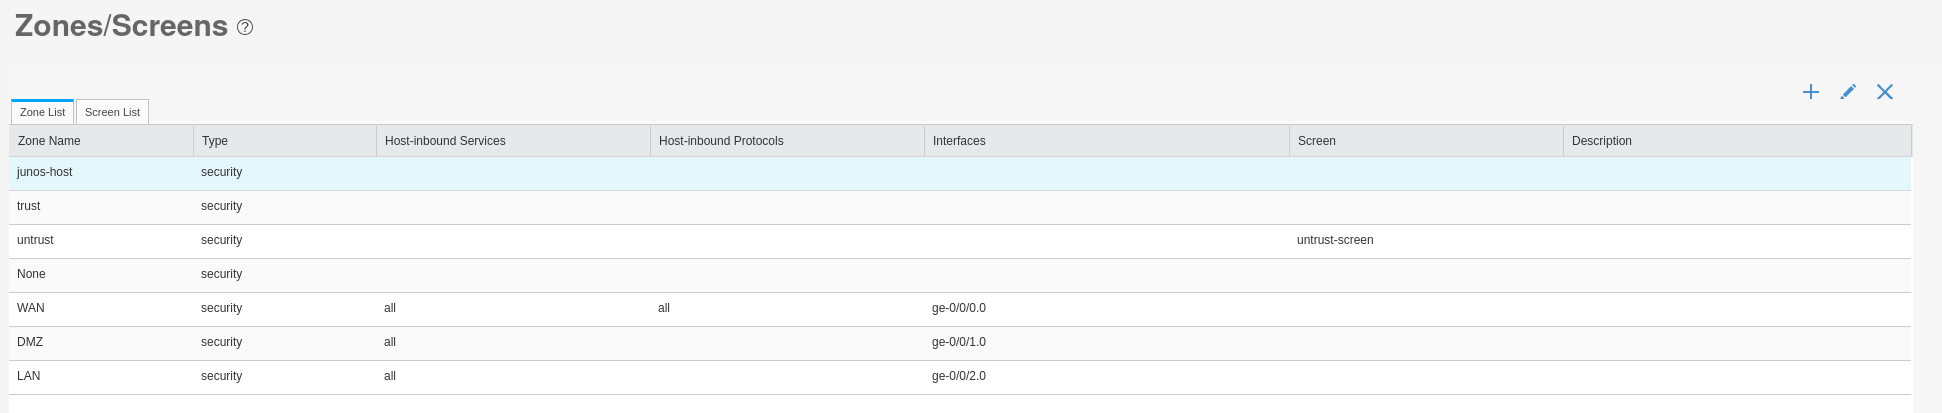 Zones/Screens ?
Zone List Screen List
Zone Name Type Host-inbound Services Host-inbound Protocols Interfaces Screen Description
junos-host security
trust security
untrust security untrust-screen
None security
WAN security all all ge-0/0/0.0
DMZ security all ge-0/0/1.0
LAN security all ge-0/0/2.0